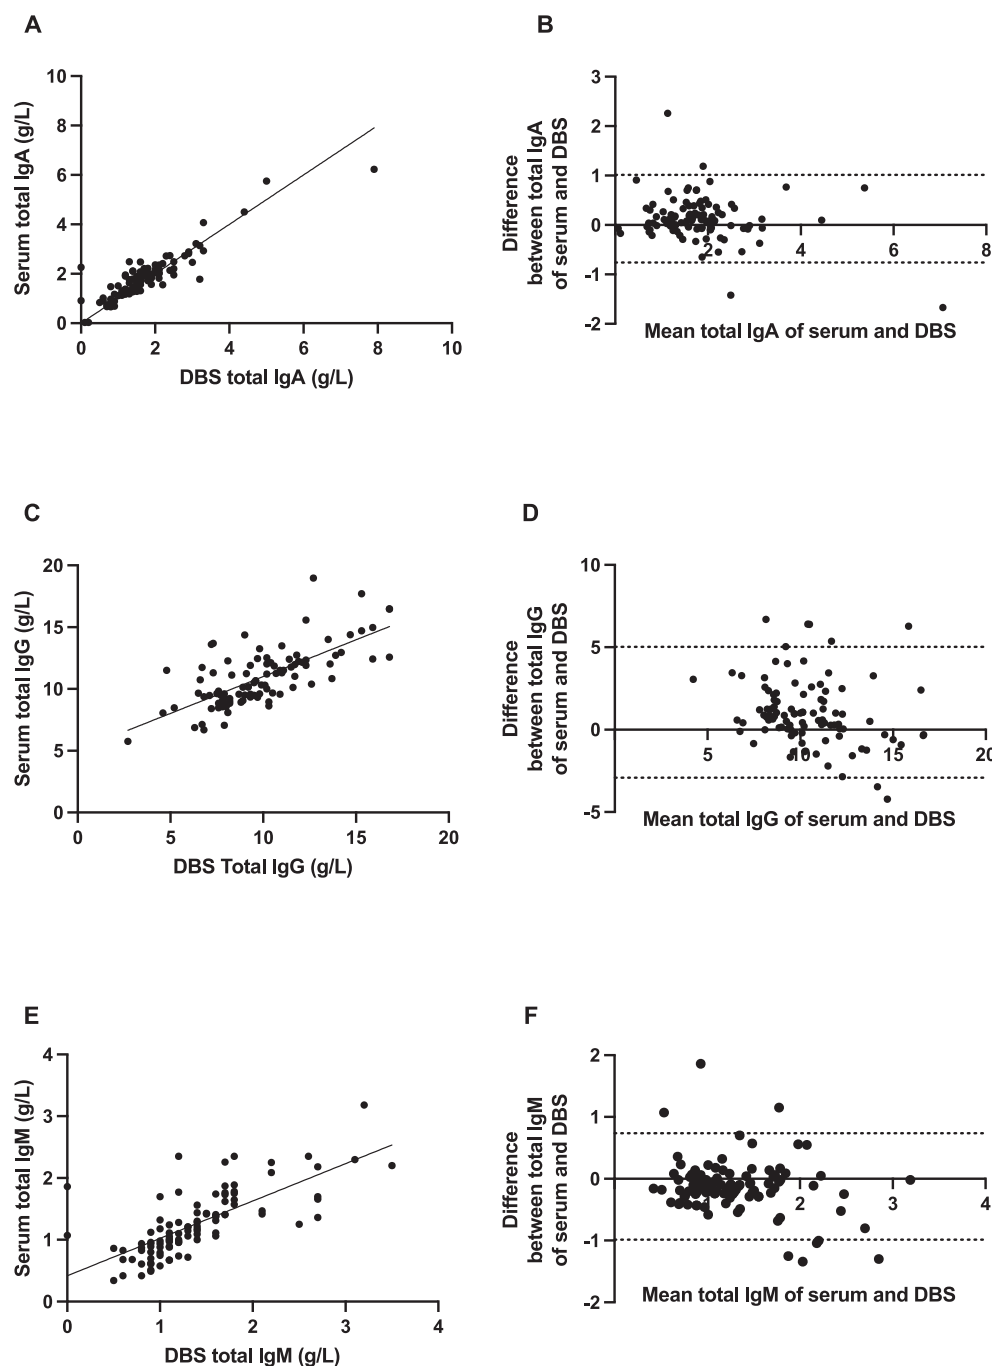 A
Serum total IgA (g/L)
10
8
6
4
2
0
0 2 4 6 8 10
DBS total IgA (g/L)
B
Difference
between total IgA
of serum and DBS
3
2
1
0
-1
-2
2 4 6 8
Mean total IgA of serum and DBS
C
Serum total IgG (g/L)
20
15
10
5
0
0 5 10 15 20
DBS Total IgG (g/L)
D
Difference
between total IgG
of serum and DBS
10
5
0
-5
5 10 15 20
Mean total IgG of serum and DBS
E
Serum total IgM (g/L)
4
3
2
1
0
0 1 2 3 4
DBS total IgM (g/L)
F
Difference
between total IgM
of serum and DBS
2
1
0
-1
-2
1 2 3 4
Mean total IgM of serum and DBS